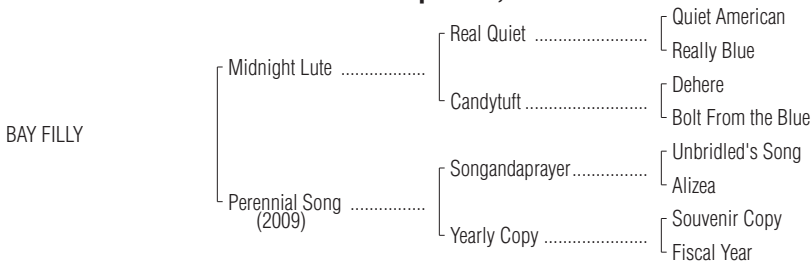 Quiet American
Real Quiet ........................
Really Blue
Midnight Lute ..................
Dehere
Candytuft ..........................
Bolt From the Blue
BAY FILLY
Unbridled's Song
Songandaprayer................
Alizea
Perennial Song ................
(2009)
Souvenir Copy
Yearly Copy ......................
Fiscal Year